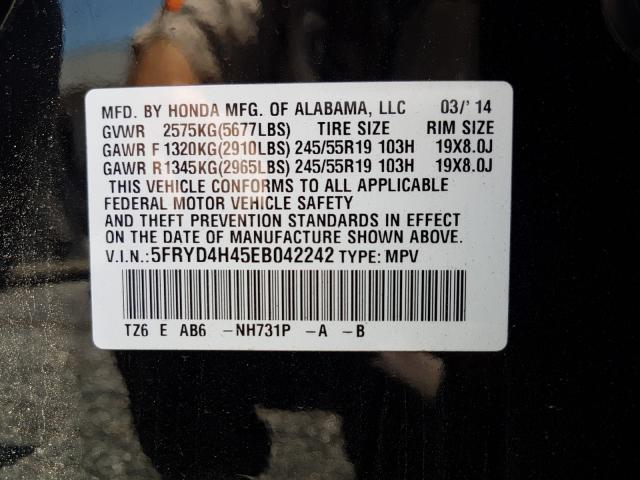 MFD. BY HONDA MFG. OF ALABAMA, LLC 03/' 14
GVWR 2575KG(5677LBS) TIRE SIZE RIM SIZE
GAWR F 1320KG(2910LBS) 245/55R19 103H 19X8.0J
GAWR R1345KG(2965LBS) 245/55R19 103H 19X8.0J
THIS VEHICLE CONFORMS TO ALL APPLICABLE
FEDERAL MOTOR VEHICLE SAFETY
AND THEFT PREVENTION STANDARDS IN EFFECT
ON THE DATE OF MANUFACTURE SHOWN ABOVE.
V.I.N.:5FRYD4H45EB042242 TYPE: MPV
TZ6 E AB6 -NH731P -A -B